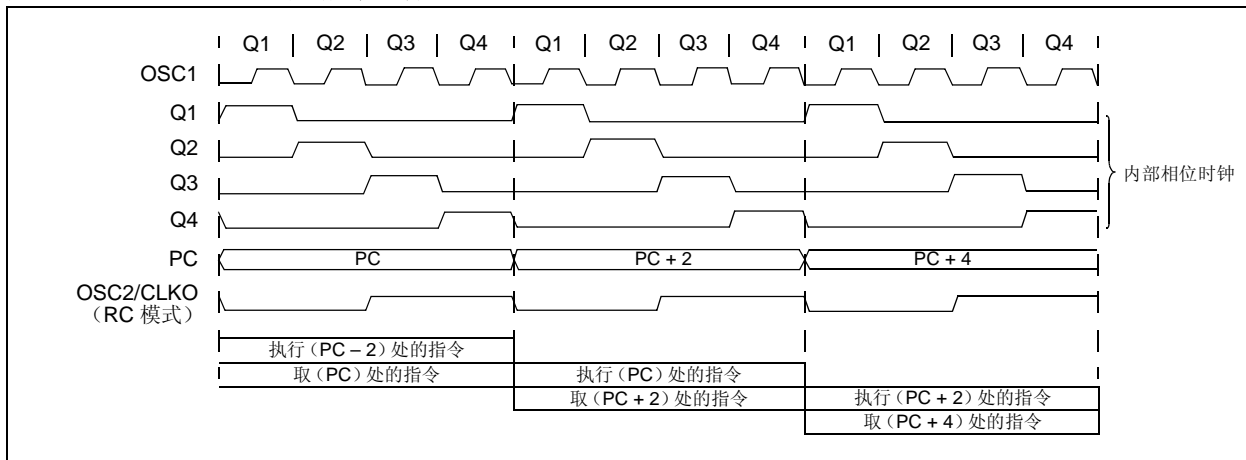 Q1 Q2 Q3 Q4 Q1 Q2 Q3 Q4 Q1 Q2 Q3 Q4
OSC1
Q1
Q2
Q3
内部相位时钟
Q4
PC PC PC + 2 PC + 4
OSC2/CLKO
(RC 模式)
执行(PC – 2)处的指令
取(PC)处的指令 执行(PC)处的指令
取(PC + 2)处的指令 执行(PC + 2)处的指令
取(PC + 4)处的指令